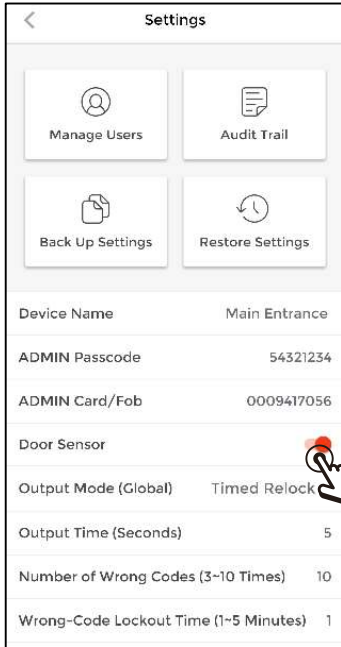 Settings
Manage Users
Audit Trail
Back Up Settings
Restore Settings
Device Name Main Entrance
ADMIN Passcode 54321234
ADMIN Card/Fob 0009417056
Door Sensor
Output Mode (Global) Timed Relock
Output Time (Seconds) 5
Number of Wrong Codes (3~10 Times) 10
Wrong-Code Lockout Time (1~5 Minutes) 1